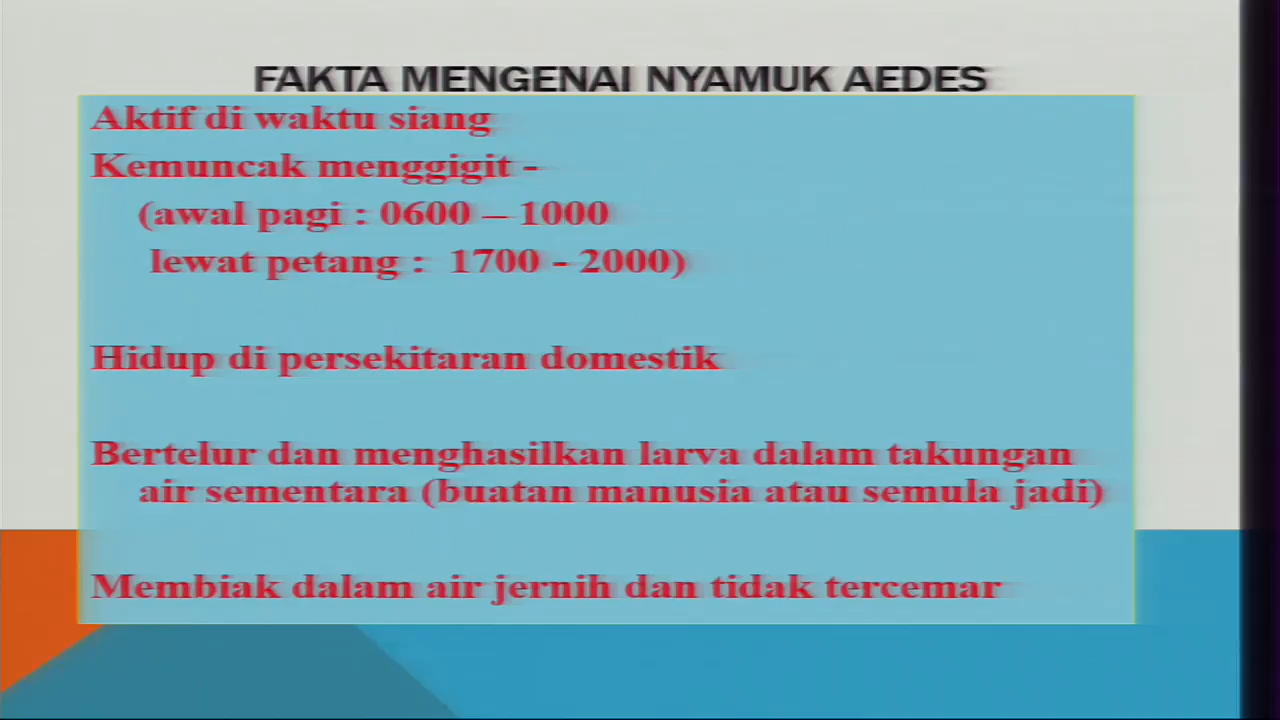 FAKTA MENGENAI NYAMUK AEDES
Aktif di waktu siang
Kemuncak menggigit -
(awal pagi : 0600 – 1000
lewat petang : 1700 - 2000)
Hidup di persekitaran domestik
Bertelur dan menghasilkan larva dalam takungan
air sementara (buatan manusia atau semula jadi)
Membiak dalam air jernih dan tidak tercemar